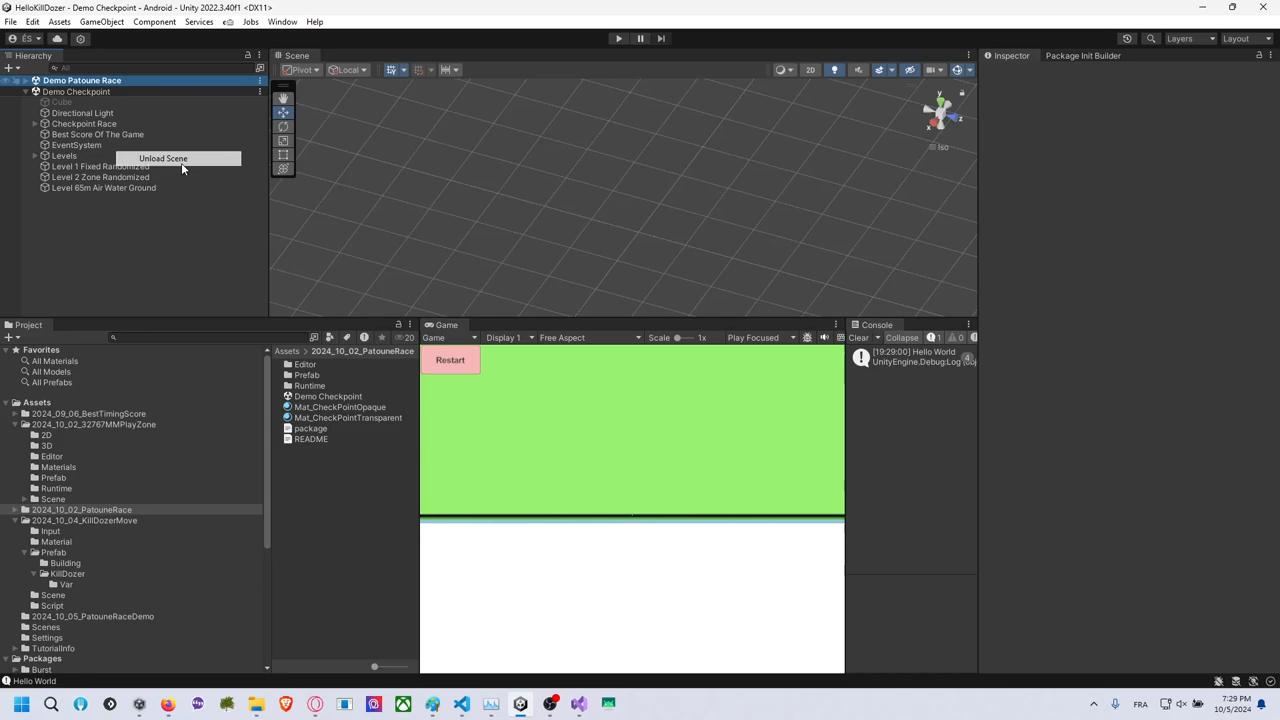 HelloKillDozer - Demo Checkpoint - Android - Unity 2022.3.40f1 <DX11>
File Edit Assets GameObject Component Services Jobs Window Help
ÉS Layers Layout
Hierarchy Scene Inspector Package Init Builder
All Pivot Local 2D
Demo Patoune Race
Demo Checkpoint
Cube
Directional Light
Checkpoint Race
Best Score Of The Game
EventSystem
Levels
Unload Scene
Level 1 Fixed Randomized
Level 2 Zone Randomized
Level 65m Air Water Ground
y
x
z
Iso
Project Game Console
20 Game Display 1 Free Aspect Scale 1x Play Focused Clear Collapse 1 0
Favorites
All Materials
All Models
All Prefabs
Assets
2024_09_06_BestTimingScore
2024_10_02_32767MMPlayZone
2D
3D
Editor
Materials
Prefab
Runtime
Scene
2024_10_02_PatouneRace
2024_10_04_KillDozerMove
Input
Material
Prefab
Building
KillDozer
Var
Scene
Script
2024_10_05_PatouneRaceDemo
Scenes
Settings
TutorialInfo
Packages
Burst
Assets 2024_10_02_PatouneRace
Editor
Prefab
Runtime
Demo Checkpoint
Mat_CheckPointOpaque
Mat_CheckPointTransparent
package
README
Restart
[19:29:00] Hello World
UnityEngine.Debug:Log (obj
4
Hello World
FRA
7:29 PM
10/5/2024